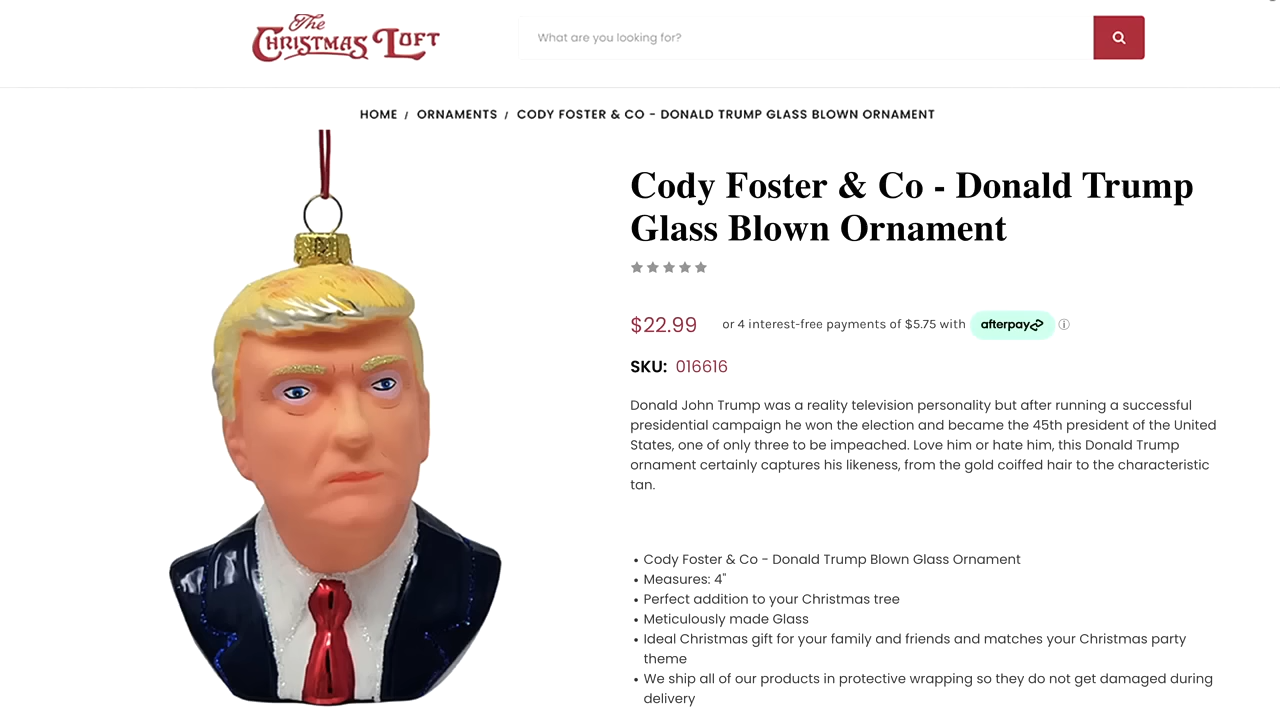 The
Christmas Loft
What are you looking for?
HOME / ORNAMENTS / CODY FOSTER & CO - DONALD TRUMP GLASS BLOWN ORNAMENT
Cody Foster & Co - Donald Trump
Glass Blown Ornament
$22.99 or 4 interest-free payments of $5.75 with afterpay
SKU: 016616
Donald John Trump was a reality television personality but after running a successful
presidential campaign he won the election and became the 45th president of the United
States, one of only three to be impeached. Love him or hate him, this Donald Trump
ornament certainly captures his likeness, from the gold coiffed hair to the characteristic
tan.
• Cody Foster & Co - Donald Trump Blown Glass Ornament
• Measures: 4"
• Perfect addition to your Christmas tree
• Meticulously made Glass
• Ideal Christmas gift for your family and friends and matches your Christmas party
theme
• We ship all of our products in protective wrapping so they do not get damaged during
delivery